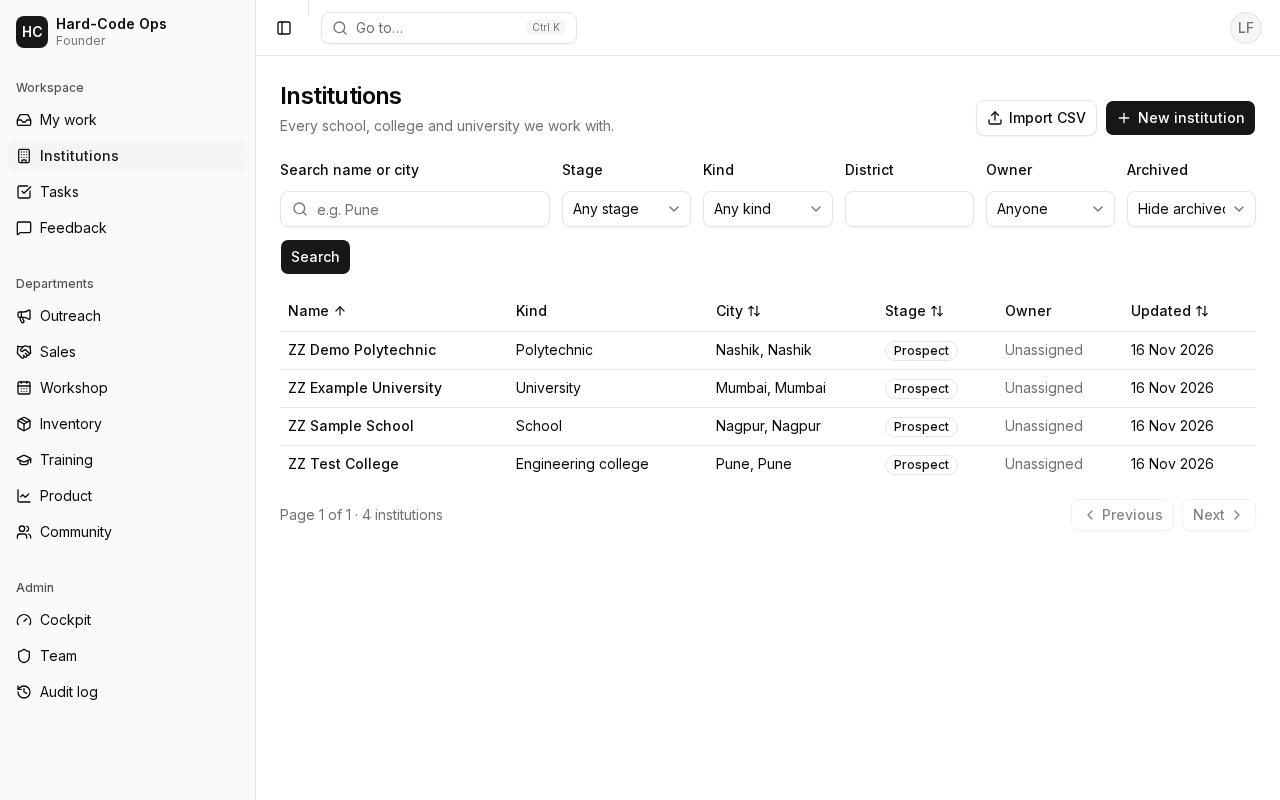 HC
Hard-Code Ops
Founder
Workspace
My work
Institutions
Tasks
Feedback
Departments
Outreach
Sales
Workshop
Inventory
Training
Product
Community
Admin
Cockpit
Team
Audit log
Go to...
Ctrl K
LF
Institutions
Every school, college and university we work with.
Import CSV
New institution
Search name or city
Stage
Kind
District
Owner
Archived
e.g. Pune
Any stage
Any kind
Anyone
Hide archived
Search
Name Kind City Stage Owner Updated
ZZ Demo Polytechnic Polytechnic Nashik, Nashik Prospect Unassigned 16 Nov 2026
ZZ Example University University Mumbai, Mumbai Prospect Unassigned 16 Nov 2026
ZZ Sample School School Nagpur, Nagpur Prospect Unassigned 16 Nov 2026
ZZ Test College Engineering college Pune, Pune Prospect Unassigned 16 Nov 2026
Page 1 of 1 · 4 institutions
Previous
Next